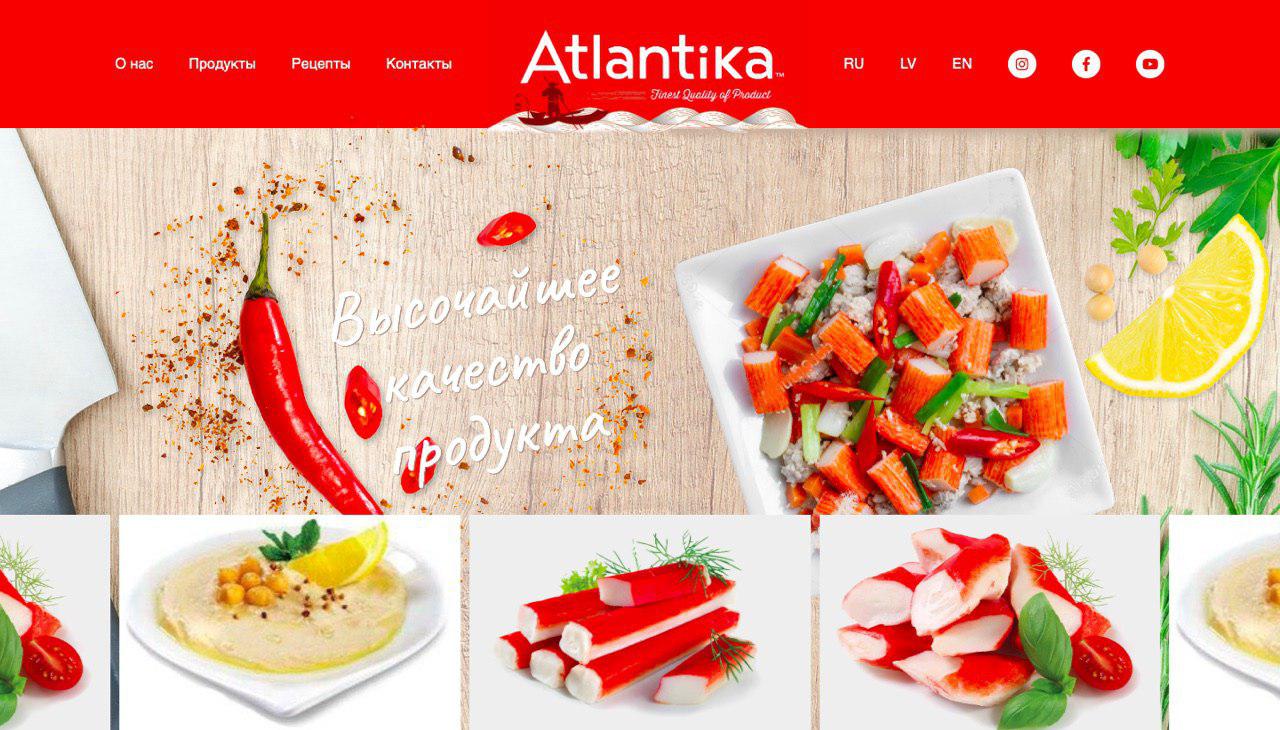 О нас
Продукты
Рецепты
Контакты
Atlantika™
Finest Quality of Product
RU
LV
EN
Высочайшее
качество
продукта